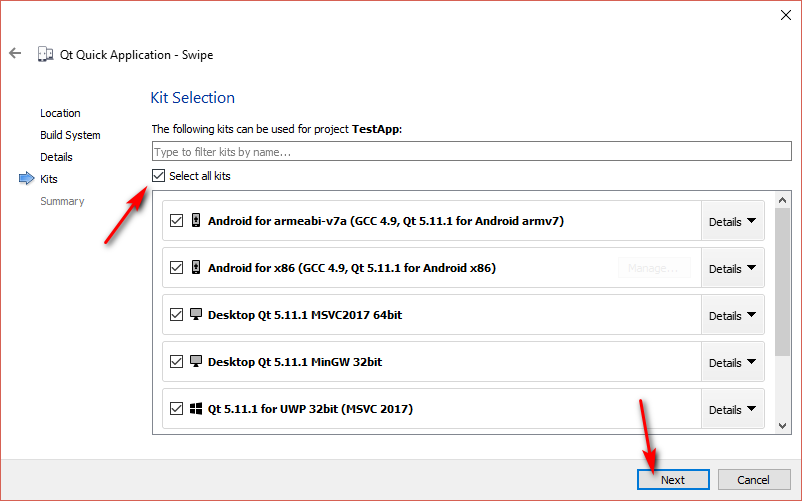 Qt Quick Application - Swipe
Location
Build System
Details
Kits
Summary
Kit Selection
The following kits can be used for project TestApp:
Type to filter kits by name...
Select all kits
Android for armeabi-v7a (GCC 4.9, Qt 5.11.1 for Android armv7) Details
Android for x86 (GCC 4.9, Qt 5.11.1 for Android x86) Manage... Details
Desktop Qt 5.11.1 MSVC2017 64bit Details
Desktop Qt 5.11.1 MinGW 32bit Details
Qt 5.11.1 for UWP 32bit (MSVC 2017) Details
Next Cancel